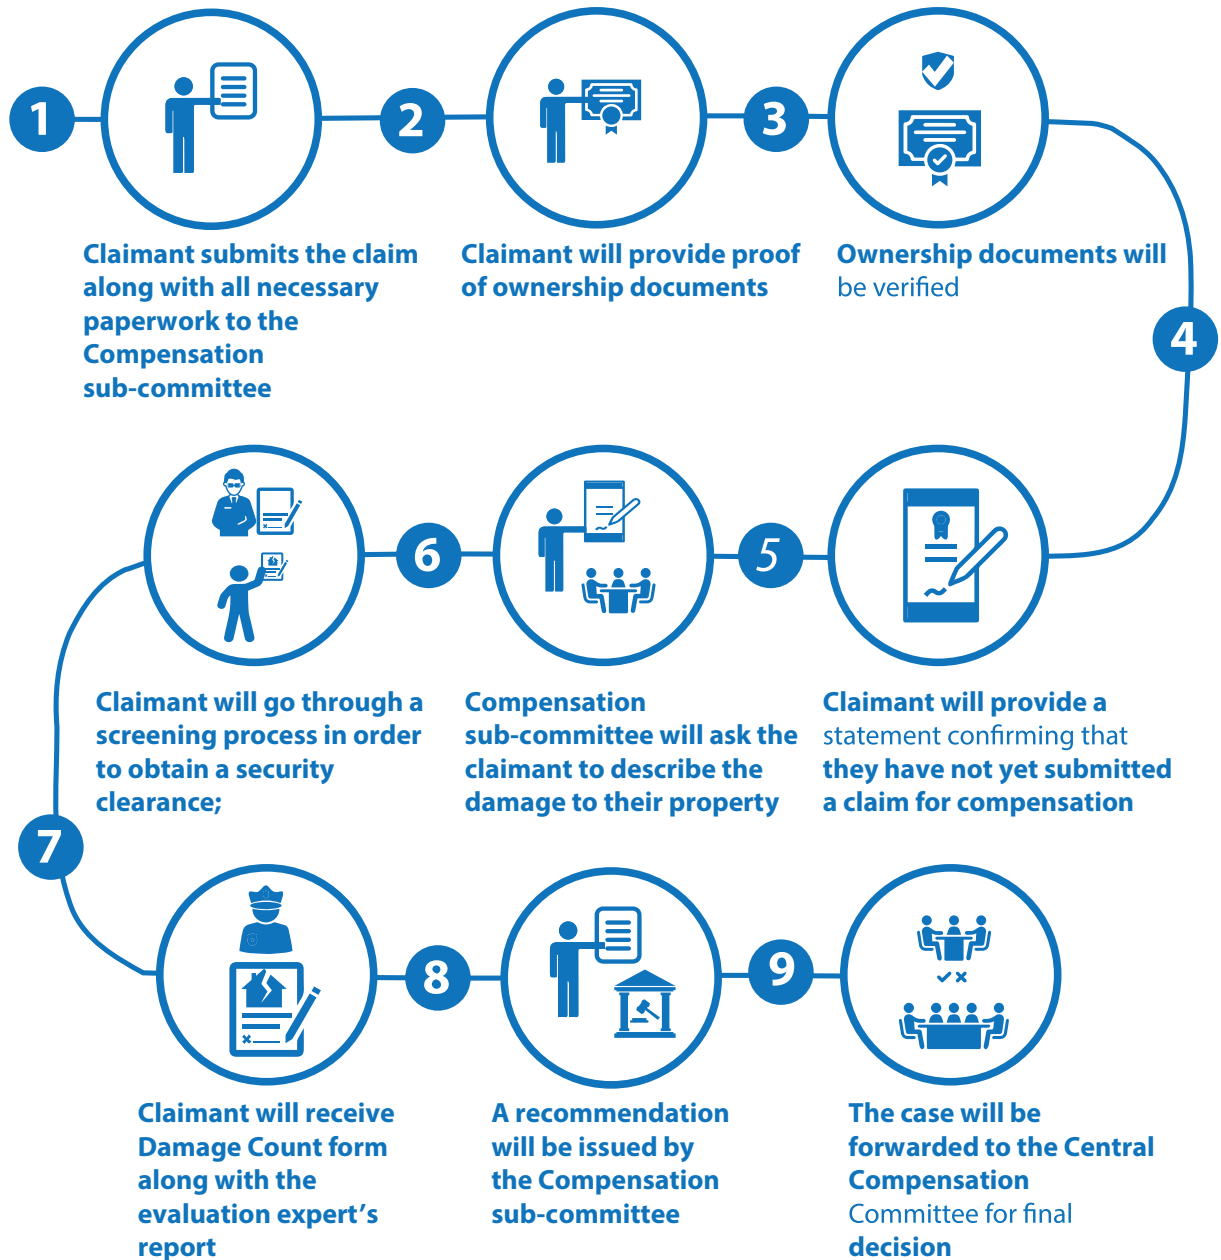 1
2
3
Claimant submits the claim
along with all necessary
paperwork to the
Compensation
sub-committee
Claimant will provide proof
of ownership documents
Ownership documents will
be verified
4
5
6
Claimant will provide a
statement confirming that
they have not yet submitted
a claim for compensation
Compensation
sub-committee will ask the
claimant to describe the
damage to their property
Claimant will go through a
screening process in order
to obtain a security
clearance;
7
8
9
Claimant will receive
Damage Count form
along with the
evaluation expert's
report
A recommendation
will be issued by
the Compensation
sub-committee
The case will be
forwarded to the Central
Compensation
Committee for final
decision